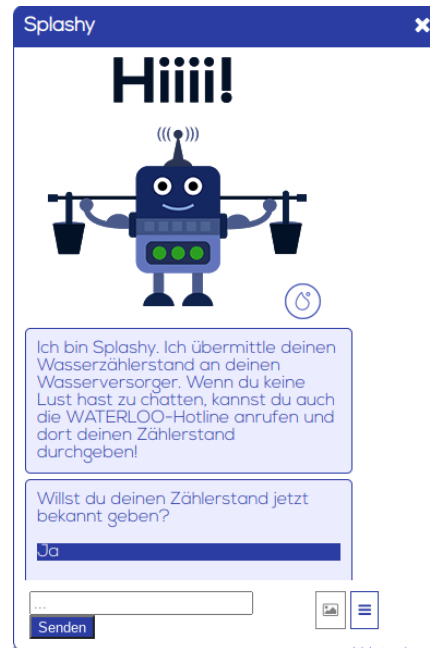 Splashy
Hiiii!
Ich bin Splashy. Ich übermittle deinen
Wasserzählerstand an deinen
Wasserversorger. Wenn du keine
Lust hast zu chatten, kannst du auch
die WATERLOO-Hotline anrufen und
dort deinen Zählerstand
durchgeben!
Willst du deinen Zählerstand jetzt
bekannt geben?
Ja
...
Senden